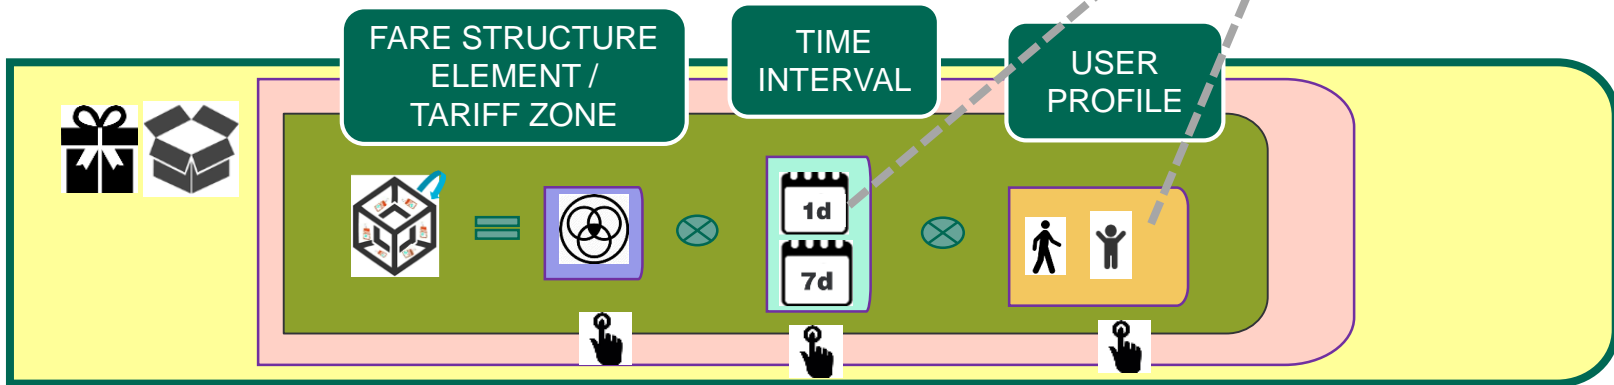 FARE STRUCTURE
ELEMENT /
TARIFF ZONE
TIME
INTERVAL
USER
PROFILE
1d
7d